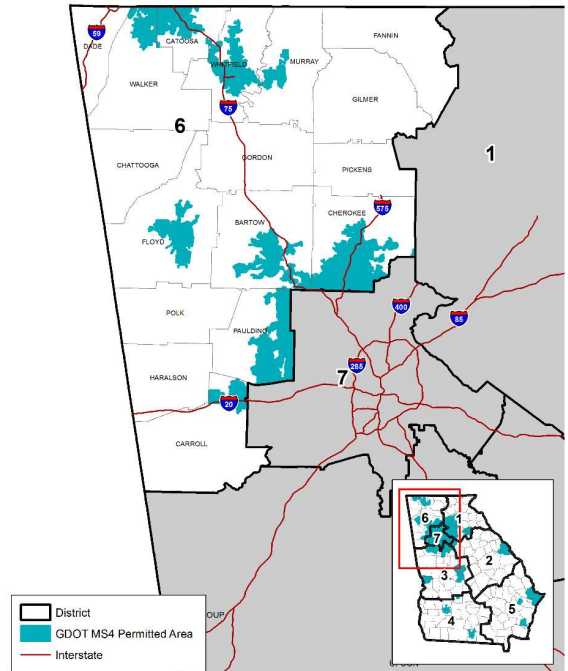 FANNIN
59
CATOOSA
DADE
MURRAY
WHITFIELD
WALKER
GILMER
75
6
GORDON
1
CHATTOOGA
PICKENS
575
CHEROKEE
BARTOW
FLOYD
400
POLK
85
PAULDING
285
7
HARALSON
20
CARROLL
6
1
7
2
3
5
4
District
GDOT MS4 Permitted Area
Interstate
OUP